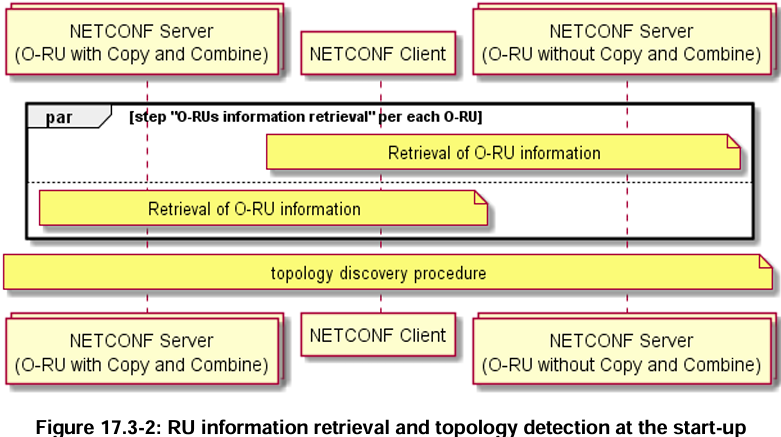 NETCONF Server
(O-RU with Copy and Combine)
NETCONF Client
NETCONF Server
(O-RU without Copy and Combine)
par
[step "O-RUs information retrieval" per each O-RU]
Retrieval of O-RU information
Retrieval of O-RU information
topology discovery procedure
NETCONF Server
(O-RU with Copy and Combine)
NETCONF Client
NETCONF Server
(O-RU without Copy and Combine)
Figure 17.3-2: RU information retrieval and topology detection at the start-up